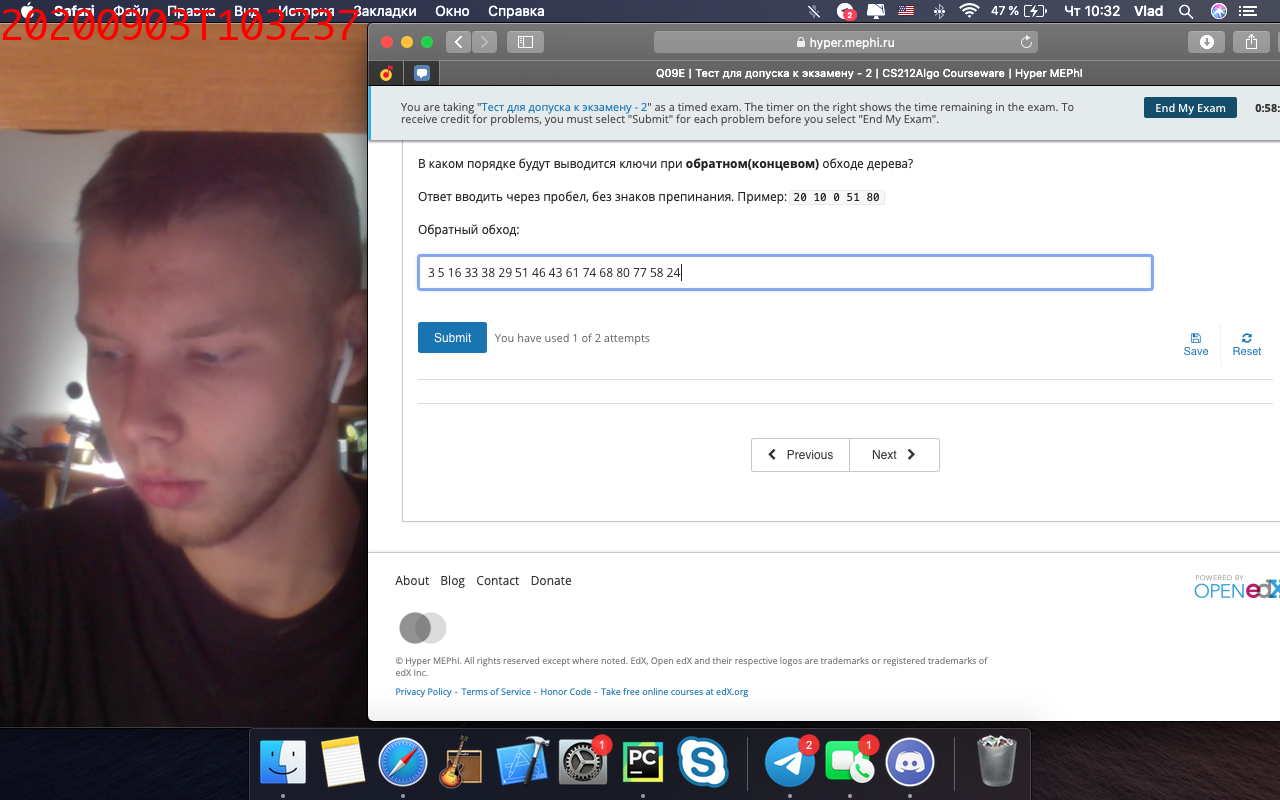 20200903T103237
Safari Файл Правка Вид История Закладки Окно Справка
2
47 % Чт 10:32 Vlad
hyper.mephi.ru
Q09E | Тест для допуска к экзамену - 2 | CS212Algo Courseware | Hyper MEPhI
You are taking "Тест для допуска к экзамену - 2" as a timed exam. The timer on the right shows the time remaining in the exam. To
receive credit for problems, you must select "Submit" for each problem before you select "End My Exam".
End My Exam
0:58:
В каком порядке будут выводится ключи при обратном(концевом) обходе дерева?
Ответ вводить через пробел, без знаков препинания. Пример: 20 10 0 51 80
Обратный обход:
3 5 16 33 38 29 51 46 43 61 74 68 80 77 58 24
Submit You have used 1 of 2 attempts
Save Reset
Previous Next
About Blog Contact Donate
POWERED BY
OPEN edX
© Hyper MEPhI. All rights reserved except where noted. EdX, Open edX and their respective logos are trademarks or registered trademarks of
edX Inc.
Privacy Policy - Terms of Service - Honor Code - Take free online courses at edX.org
1 PC 2 1